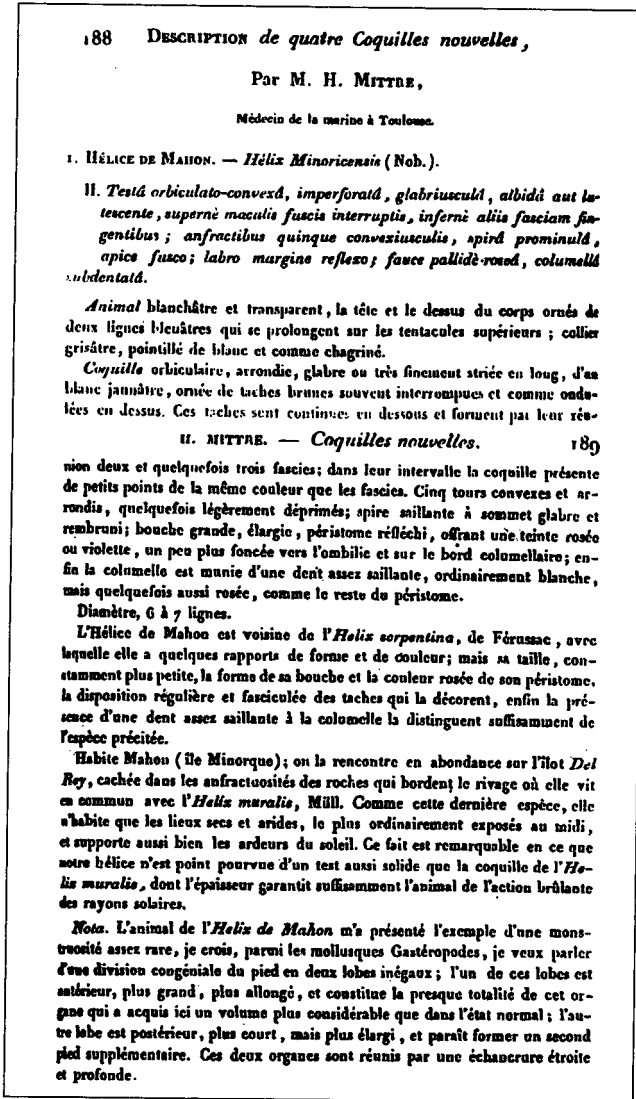 188 DESCRIPTION de quatre Coquilles nouvelles,
Par M. H. MITTRE,
Médecin de la marine à Toulouse.
1. HÉLICE DE MAHON. — Hélix Minoricensis (Nob.).
H. Testâ orbiculato-convexâ, imperforatâ, glabriusculâ, albidâ aut lu-
tescente, supernè maculis fuscis interruptis, infernè aliis fasciam fin-
gentibus; anfractibus quinque convexiusculis, spirâ prominulâ,
apice fusco; labro margine reflexo; fauce pallidè-roseâ, columellâ
subdentatâ.
Animal blanchâtre et transparent, la tête et le dessus du corps ornés de
deux lignes bleuâtres qui se prolongent sur les tentacules supérieurs; collier
grisâtre, pointillé de blanc et comme chagriné.
Coquille orbiculaire, arrondie, glabre ou très finement striée en long, d'un
blanc jaunâtre, ornée de taches brunes souvent interrompues et comme ondu-
lées en dessus. Ces taches sont continues en dessous et forment par leur réu-
H. MITTRE. — Coquilles nouvelles. 189
nion deux et quelquefois trois fascies; dans leur intervalle la coquille présente
de petits points de la même couleur que les fascies. Cinq tours convexes et ar-
rondis, quelquefois légèrement déprimés; spire saillante à sommet glabre et
rembruni; bouche grande, élargie, péristome réfléchi, offrant une teinte rosée
ou violette, un peu plus foncée vers l'ombilic et sur le bord columellaire; en-
fin la columelle est munie d'une dent assez saillante, ordinairement blanche,
mais quelquefois aussi rosée, comme le reste du péristome.
Diamètre, 6 à 7 lignes.
L'Hélice de Mahon est voisine de l'Helix serpentina, de Férussac, avec
laquelle elle a quelques rapports de forme et de couleur; mais sa taille, con-
stamment plus petite, la forme de sa bouche et la couleur rosée de son péristome,
la disposition régulière et fasciculée des taches qui la décorent, enfin la pré-
sence d'une dent assez saillante à la columelle la distinguent suffisamment de
l'espèce précitée.
Habite Mahon (île Minorque); on la rencontre en abondance sur l'îlot Del
Rey, cachée dans les anfractuosités des roches qui bordent le rivage où elle vit
en commun avec l'Helix muralis, Müll. Comme cette dernière espèce, elle
n'habite que les lieux secs et arides, le plus ordinairement exposés au midi,
et supporte aussi bien les ardeurs du soleil. Ce fait est remarquable en ce que
notre hélice n'est point pourvue d'un test aussi solide que la coquille de l'He-
lix muralis, dont l'épaisseur garantit suffisamment l'animal de l'action brûlante
des rayons solaires.
Nota. L'animal de l'Helix de Mahon m'a présenté l'exemple d'une mons-
truosité assez rare, je crois, parmi les mollusques Gastéropodes, je veux parler
d'une division congéniale du pied en deux lobes inégaux; l'un de ces lobes est
antérieur, plus grand, plus allongé, et constitue la presque totalité de cet or-
gane qui a acquis ici un volume plus considérable que dans l'état normal; l'au-
tre lobe est postérieur, plus court, mais plus élargi, et paraît former un second
pied supplémentaire. Ces deux organes sont réunis par une échancrure étroite
et profonde.